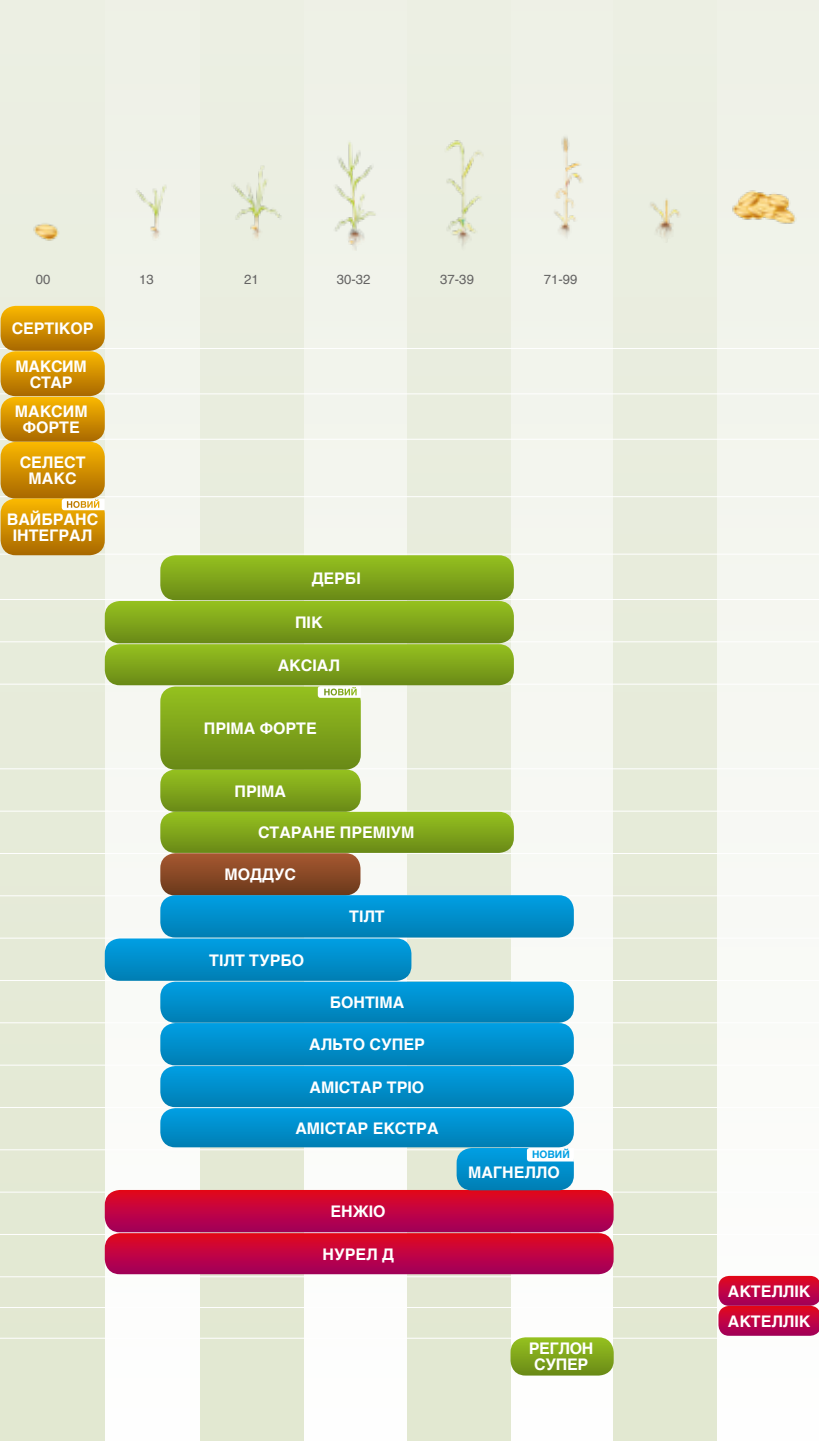 00 13 21 30-32 37-39 71-99
СЕРТІКОР
МАКСИМ
СТАР
МАКСИМ
ФОРТЕ
СЕЛЕСТ
МАКС
НОВИЙ
ВАЙБРАНС
ІНТЕГРАЛ
ДЕРБІ
ПІК
АКСІАЛ
НОВИЙ
ПРІМА ФОРТЕ
ПРІМА
СТАРАНЕ ПРЕМІУМ
МОДДУС
ТІЛТ
ТІЛТ ТУРБО
БОНТІМА
АЛЬТО СУПЕР
АМІСТАР ТРІО
АМІСТАР ЕКСТРА
НОВИЙ
МАГНЕЛЛО
ЕНЖІО
НУРЕЛ Д
АКТЕЛЛІК
АКТЕЛЛІК
РЕГЛОН
СУПЕР